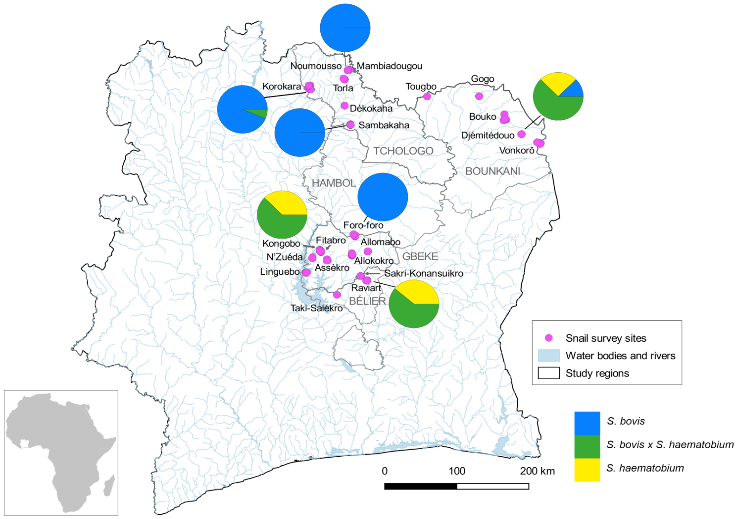 Noumousso
Mambiadougou
Korokara
Torla
Tougbo
Gogo
Dékokaha
Bouko
Sambakaha
Djémitédouo
TCHOLOGO
Vonkorô
BOUNKANI
HAMBOL
Foro-foro
Kongobo
Fitabro
Allomabo
GBEKE
N'Zuéda
Allokokro
Linguebo
Assékro
Sakri-Konansuikro
Raviart
BÉLIER
Taki-Salékro
Snail survey sites
Water bodies and rivers
Study regions
S. bovis
S. bovis x S. haematobium
S. haematobium
0 100 200 km